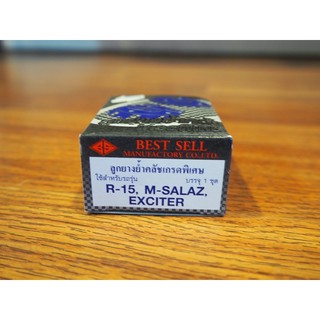 BEST SELL
MANUFACTORY CO.,LTD.
ลูกยางย้ำคลัชเกรดพิเศษ
ใช้สำหรับรถรุ่น
บรรจุ 1 ชุด
R-15, M-SALAZ,
EXCITER